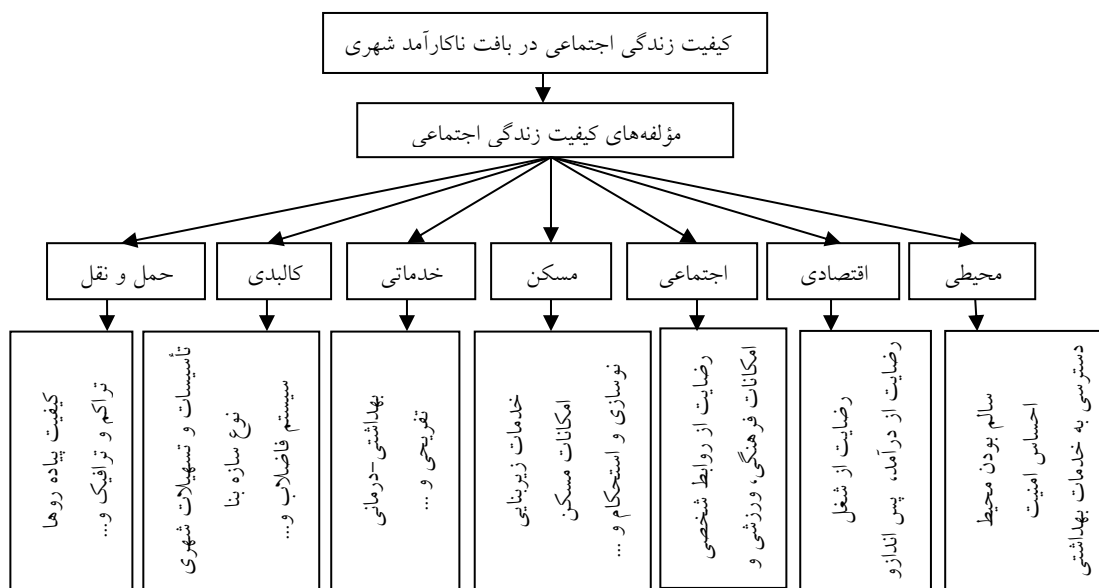 کیفیت زندگی اجتماعی در بافت ناکارآمد شهری
مؤلفه‌های کیفیت زندگی اجتماعی
محیطی
اقتصادی
اجتماعی
مسکن
خدماتی
کالبدی
حمل و نقل
سالم بودن محیط
احساس امنیت
دسترسی به خدمات بهداشتی
رضایت از شغل
رضایت از درآمد، پس اندازو
رضایت از روابط شخصی
امکانات فرهنگی، ورزشی و
خدمات زیربنایی
امکانات مسکن
نوسازی و استحکام و ...
بهداشتی-درمانی
تفریحی و ...
تأسیسات و تسهیلات شهری
نوع سازه بنا
سیستم فاضلاب و...
کیفیت پیاده روها
تراکم و ترافیک و...